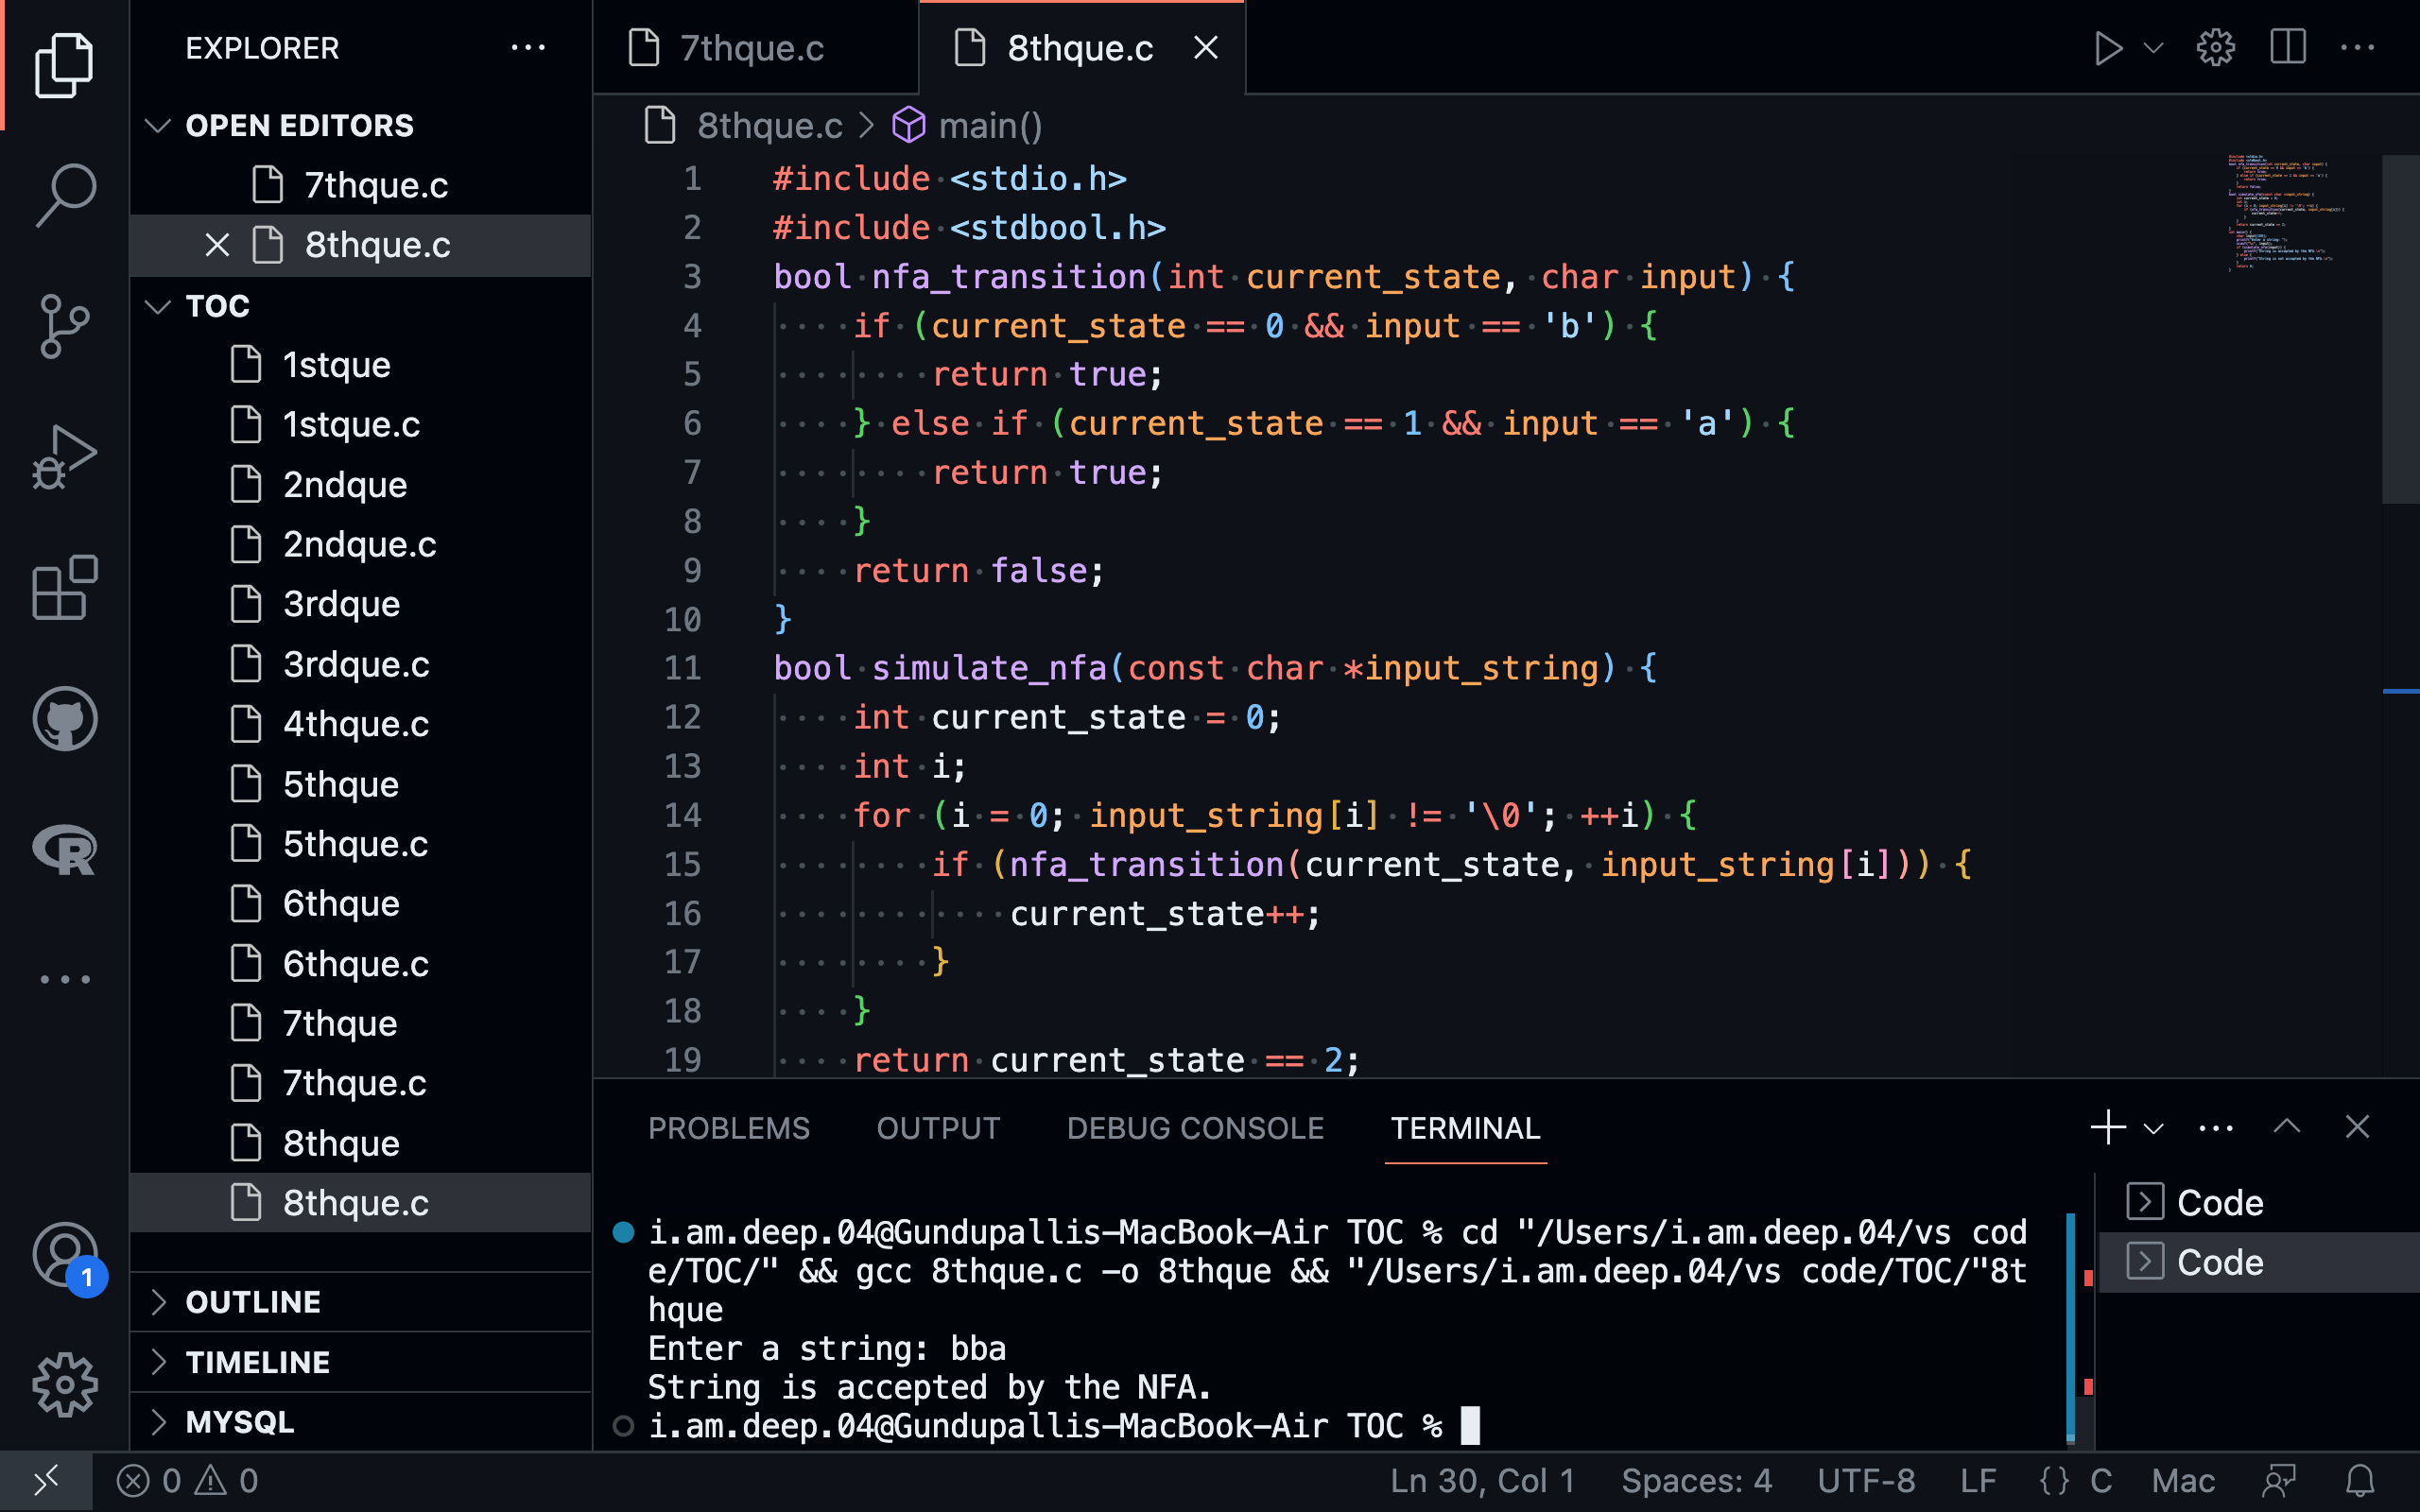 EXPLORER
OPEN EDITORS
7thque.c
8thque.c
TOC
1stque
1stque.c
2ndque
2ndque.c
3rdque
3rdque.c
4thque.c
5thque
5thque.c
6thque
6thque.c
7thque
7thque.c
8thque
8thque.c
OUTLINE
TIMELINE
MYSQL
1
7thque.c
8thque.c
8thque.c > main()
1 #include <stdio.h>
2 #include <stdbool.h>
3 bool nfa_transition(int current_state, char input) {
4     if (current_state == 0 && input == 'b') {
5         return true;
6     } else if (current_state == 1 && input == 'a') {
7         return true;
8     }
9     return false;
10 }
11 bool simulate_nfa(const char *input_string) {
12     int current_state = 0;
13     int i;
14     for (i = 0; input_string[i] != '\0'; ++i) {
15         if (nfa_transition(current_state, input_string[i])) {
16             current_state++;
17         }
18     }
19     return current_state == 2;
PROBLEMS OUTPUT DEBUG CONSOLE TERMINAL
i.am.deep.04@Gundupallis-MacBook-Air TOC % cd "/Users/i.am.deep.04/vs cod
e/TOC/" && gcc 8thque.c -o 8thque && "/Users/i.am.deep.04/vs code/TOC/"8t
hque
Enter a string: bba
String is accepted by the NFA.
i.am.deep.04@Gundupallis-MacBook-Air TOC %
Code
Code
0 0 Ln 30, Col 1 Spaces: 4 UTF-8 LF {} C Mac